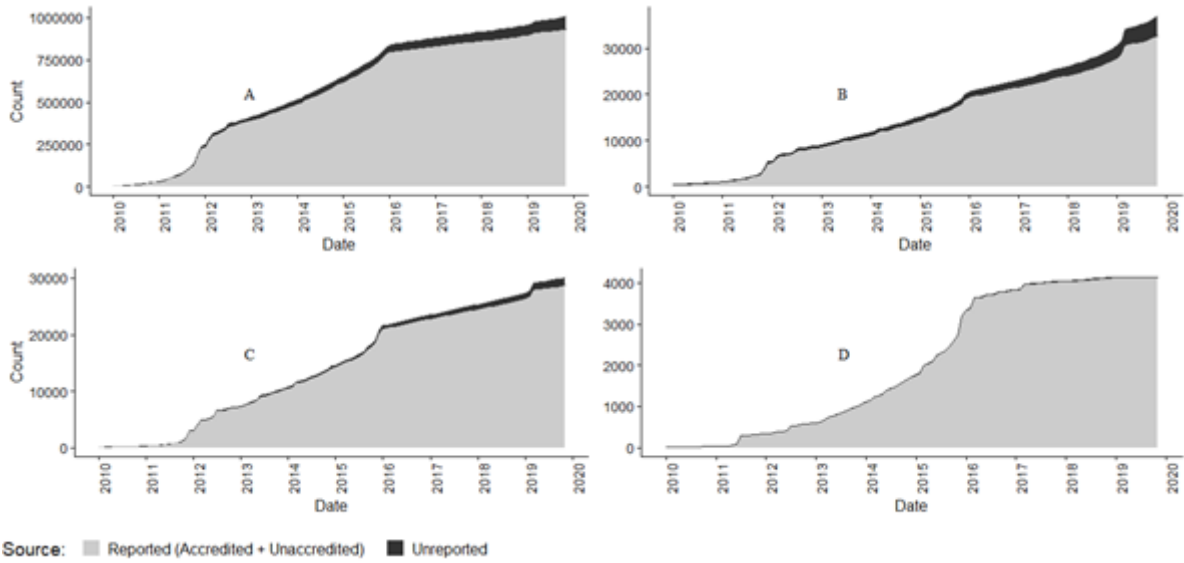 1000000
750000
500000
250000
0
Count
A
2010 2011 2012 2013 2014 2015 2016 2017 2018 2019 2020
Date
30000
20000
10000
0
B
2010 2011 2012 2013 2014 2015 2016 2017 2018 2019 2020
Date
30000
20000
10000
0
Count
C
2010 2011 2012 2013 2014 2015 2016 2017 2018 2019 2020
Date
4000
3000
2000
1000
0
D
2010 2011 2012 2013 2014 2015 2016 2017 2018 2019 2020
Date
Source: Reported (Accredited + Unaccredited) Unreported